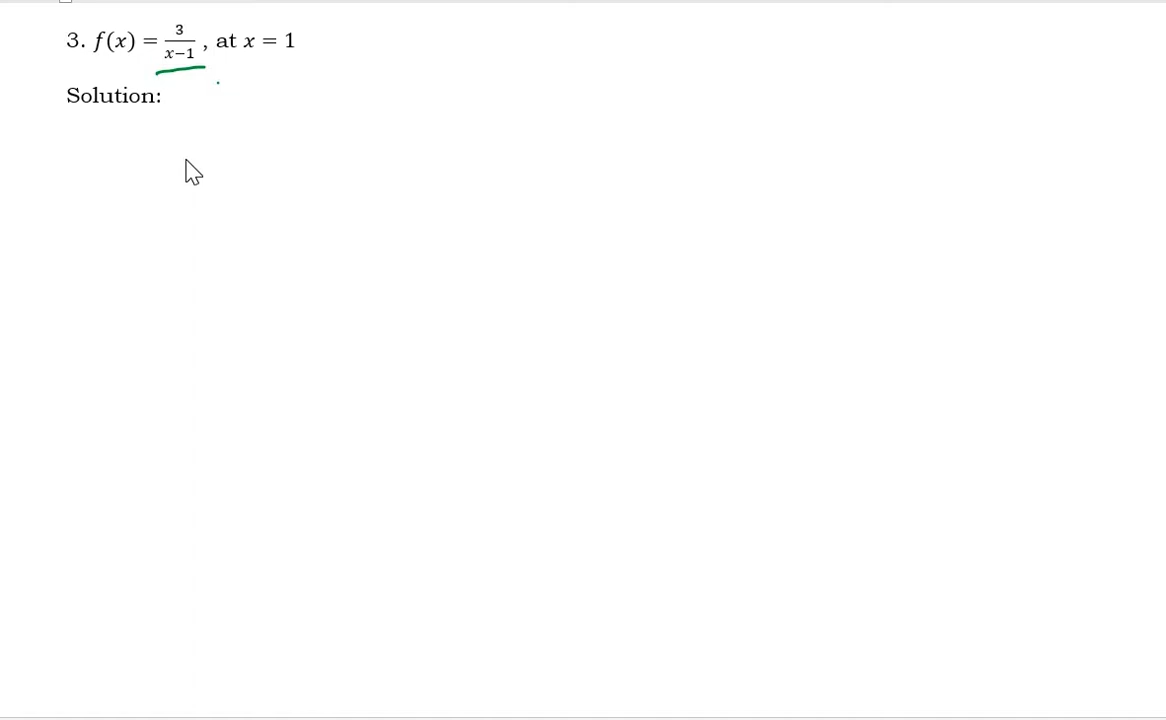 3. f(x) = 3/(x−1) , at x = 1
Solution: